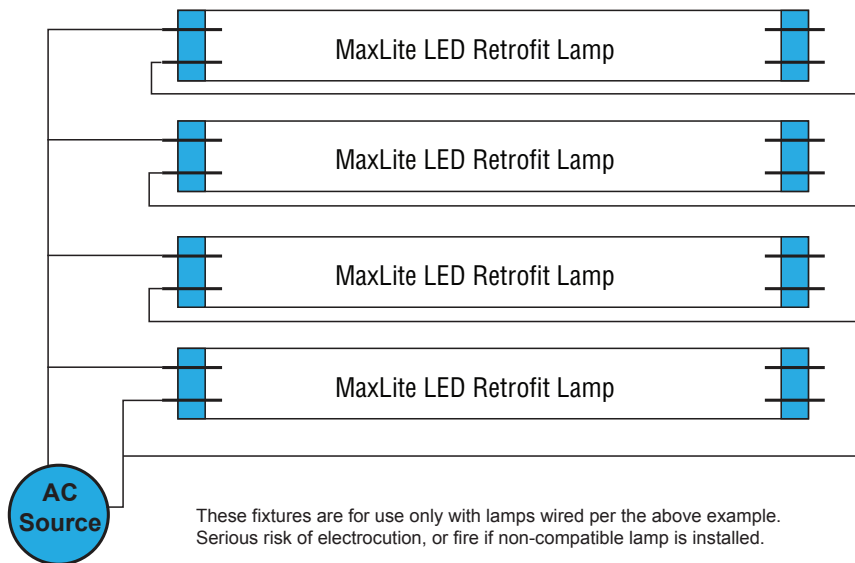 MaxLite LED Retrofit Lamp
MaxLite LED Retrofit Lamp
MaxLite LED Retrofit Lamp
MaxLite LED Retrofit Lamp
AC
Source
These fixtures are for use only with lamps wired per the above example.
Serious risk of electrocution, or fire if non-compatible lamp is installed.